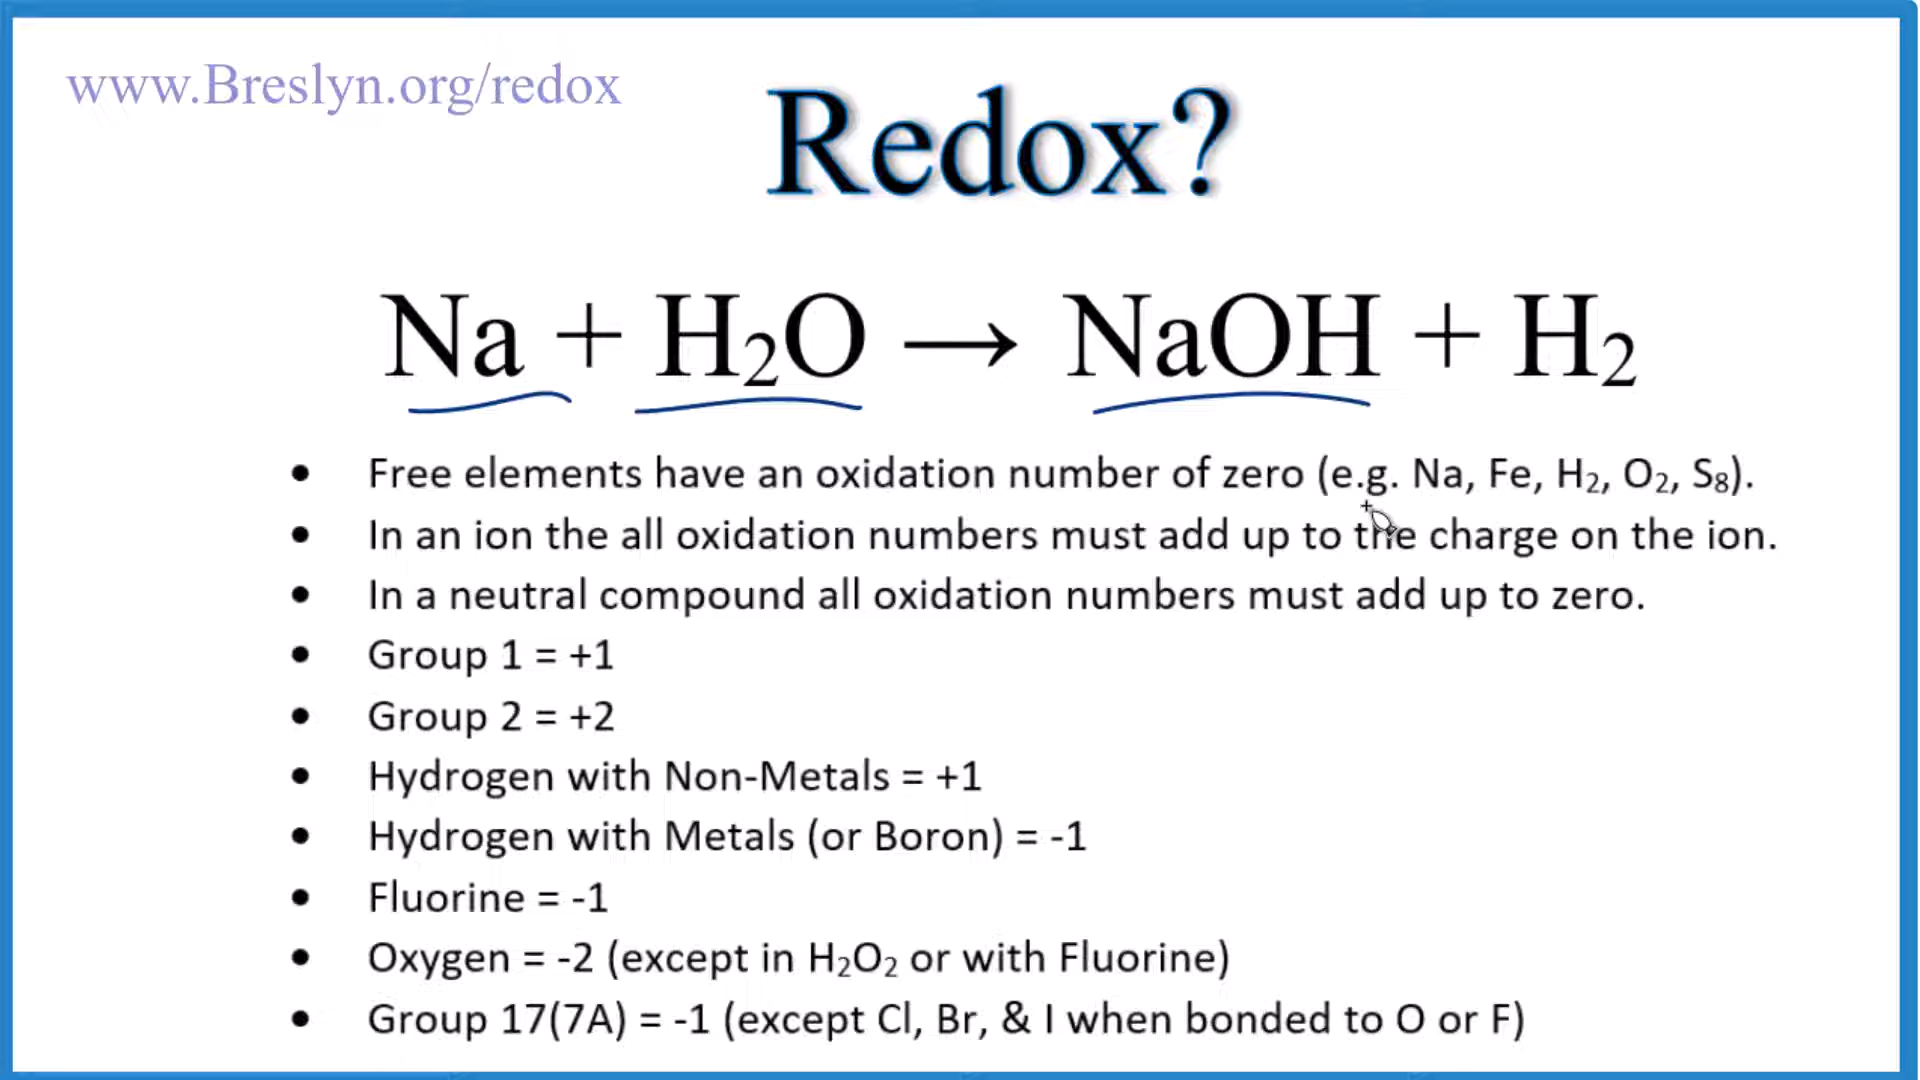 www.Breslyn.org/redox
Redox?
Na + H₂O → NaOH + H₂
• Free elements have an oxidation number of zero (e.g. Na, Fe, H₂, O₂, S₈).
• In an ion the all oxidation numbers must add up to the charge on the ion.
• In a neutral compound all oxidation numbers must add up to zero.
• Group 1 = +1
• Group 2 = +2
• Hydrogen with Non-Metals = +1
• Hydrogen with Metals (or Boron) = -1
• Fluorine = -1
• Oxygen = -2 (except in H₂O₂ or with Fluorine)
• Group 17(7A) = -1 (except Cl, Br, & I when bonded to O or F)